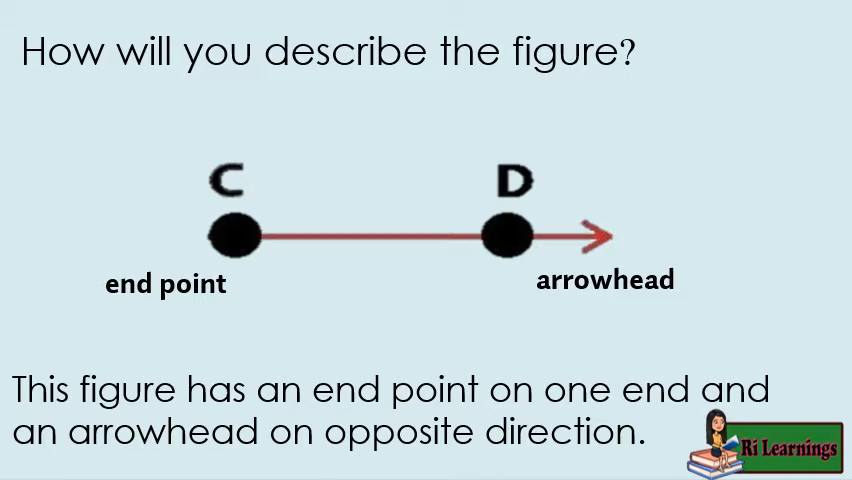 How will you describe the figure?
C D
end point arrowhead
This figure has an end point on one end and
an arrowhead on opposite direction.
Ri Learnings